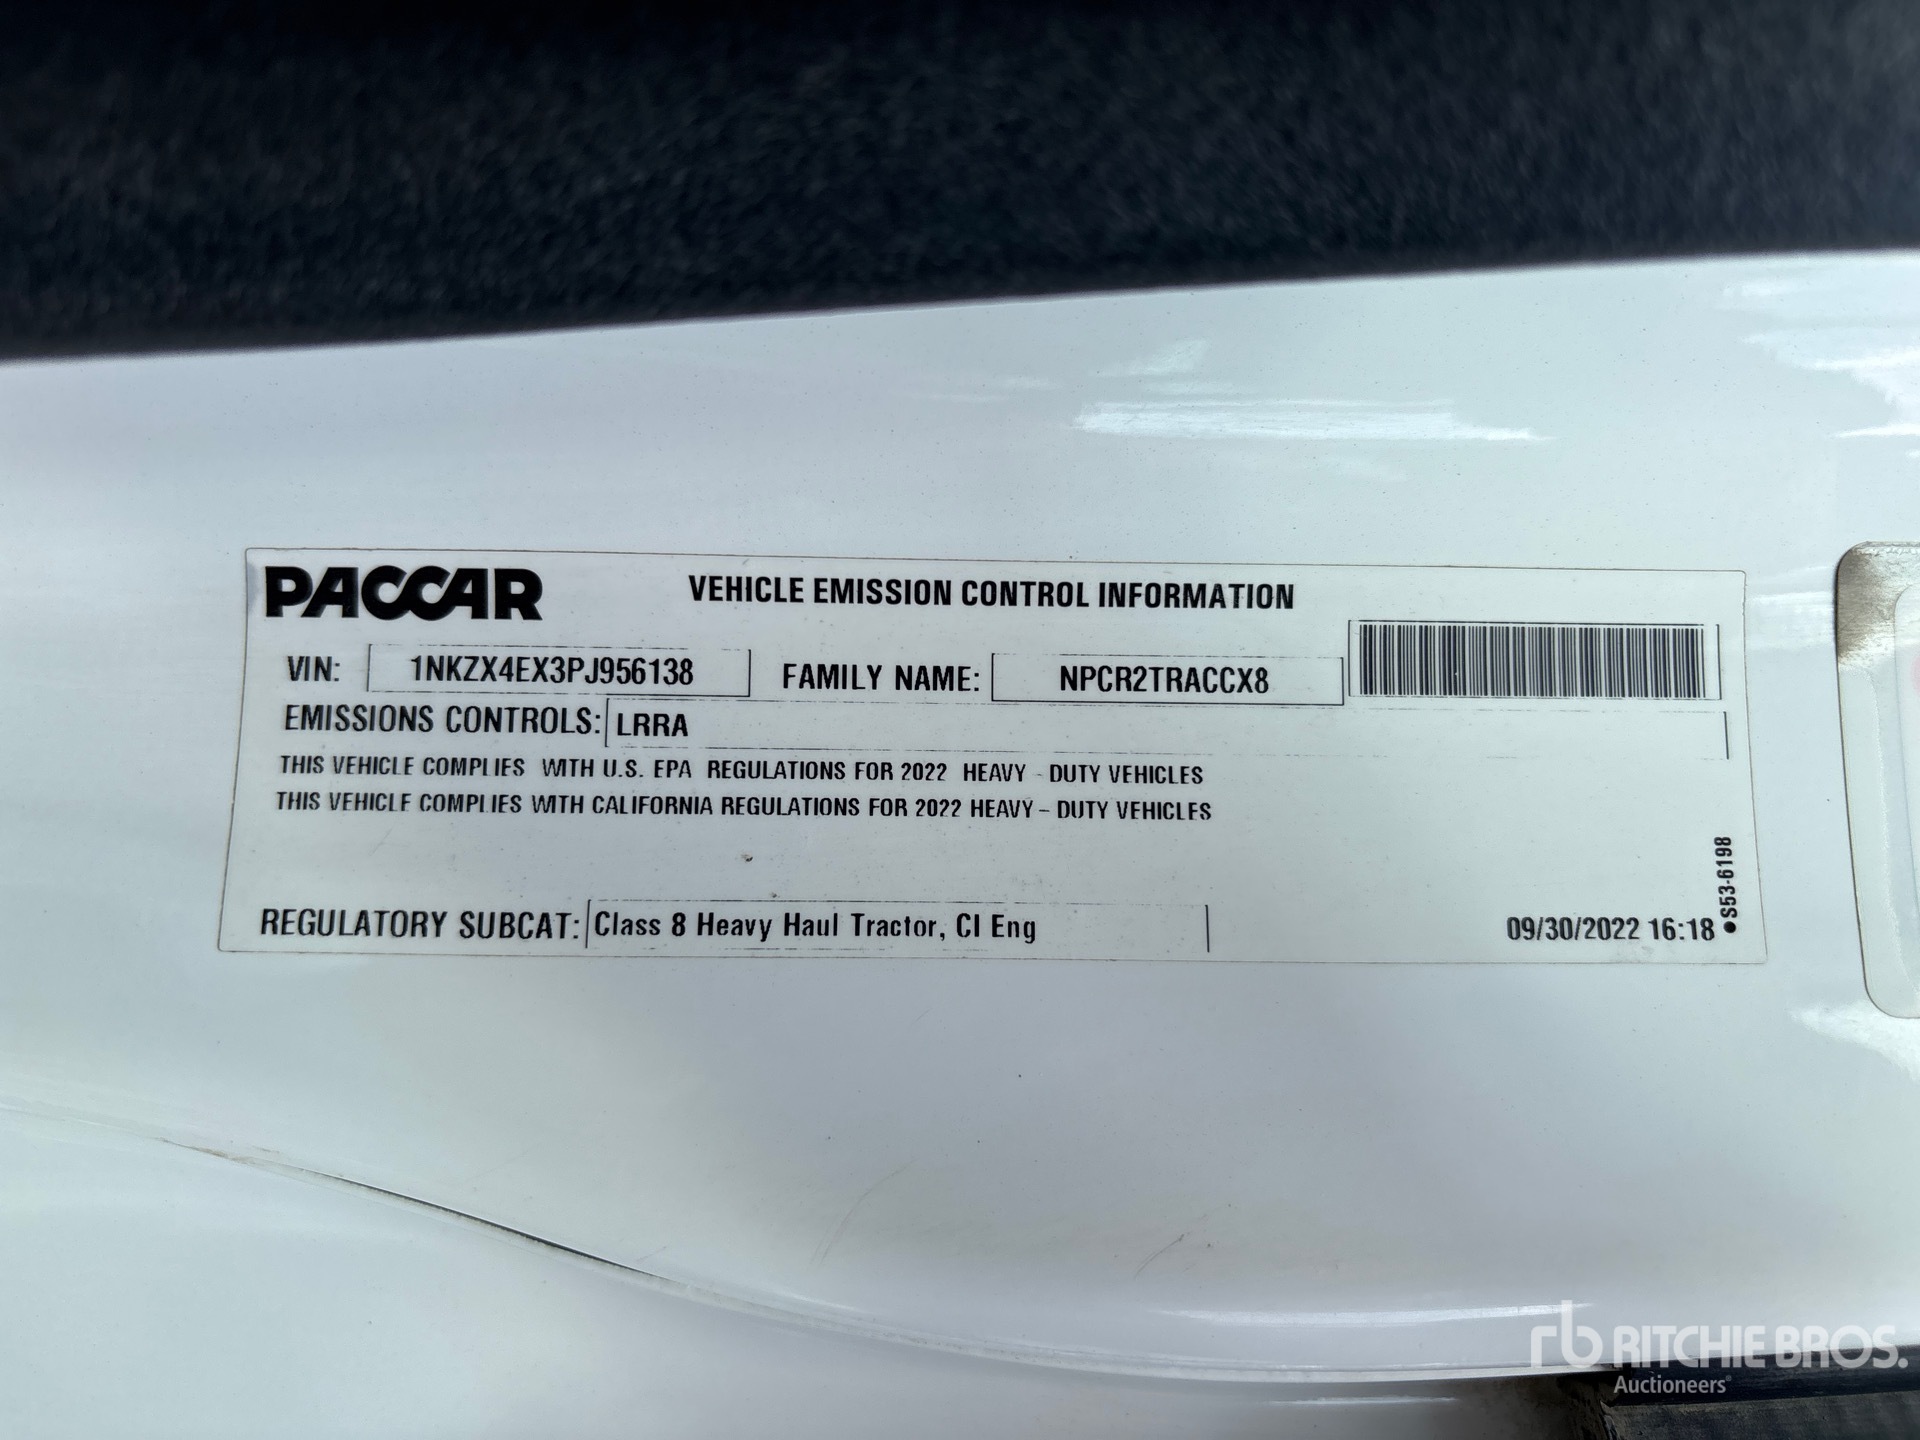 PACCAR VEHICLE EMISSION CONTROL INFORMATION
VIN: 1NKZX4EX3PJ956138 FAMILY NAME: NPCR2TRACCX8
EMISSIONS CONTROLS: LRRA
THIS VEHICLE COMPLIES WITH U.S. EPA REGULATIONS FOR 2022 HEAVY - DUTY VEHICLES
THIS VEHICLE COMPLIES WITH CALIFORNIA REGULATIONS FOR 2022 HEAVY - DUTY VEHICLES
REGULATORY SUBCAT: Class 8 Heavy Haul Tractor, CI Eng
09/30/2022 16:18
•S53-6198
rb RITCHIE BROS.
Auctioneers